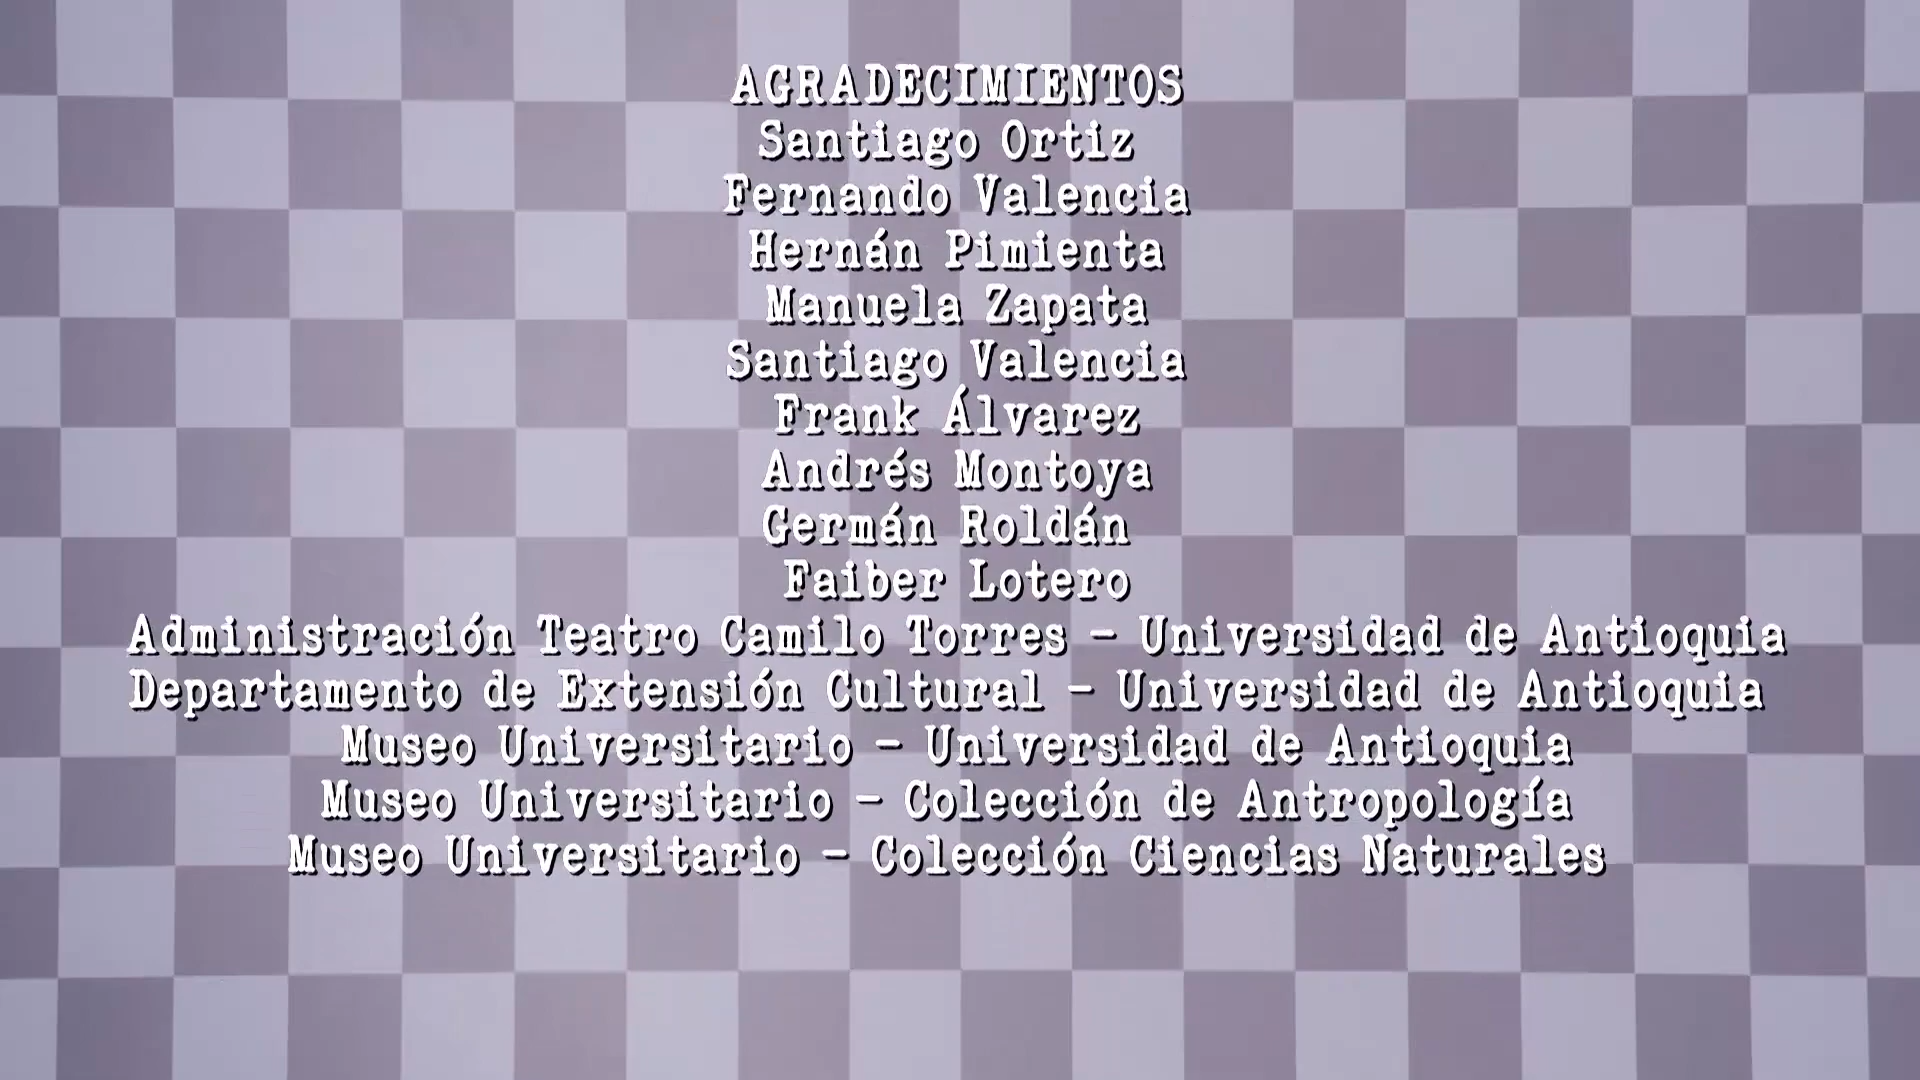 AGRADECIMIENTOS
Santiago Ortiz
Fernando Valencia
Hernán Pimienta
Manuela Zapata
Santiago Valencia
Frank Álvarez
Andrés Montoya
Germán Roldán
Faiber Lotero
Administración Teatro Camilo Torres - Universidad de Antioquia
Departamento de Extensión Cultural - Universidad de Antioquia
Museo Universitario - Universidad de Antioquia
Museo Universitario - Colección de Antropología
Museo Universitario - Colección Ciencias Naturales